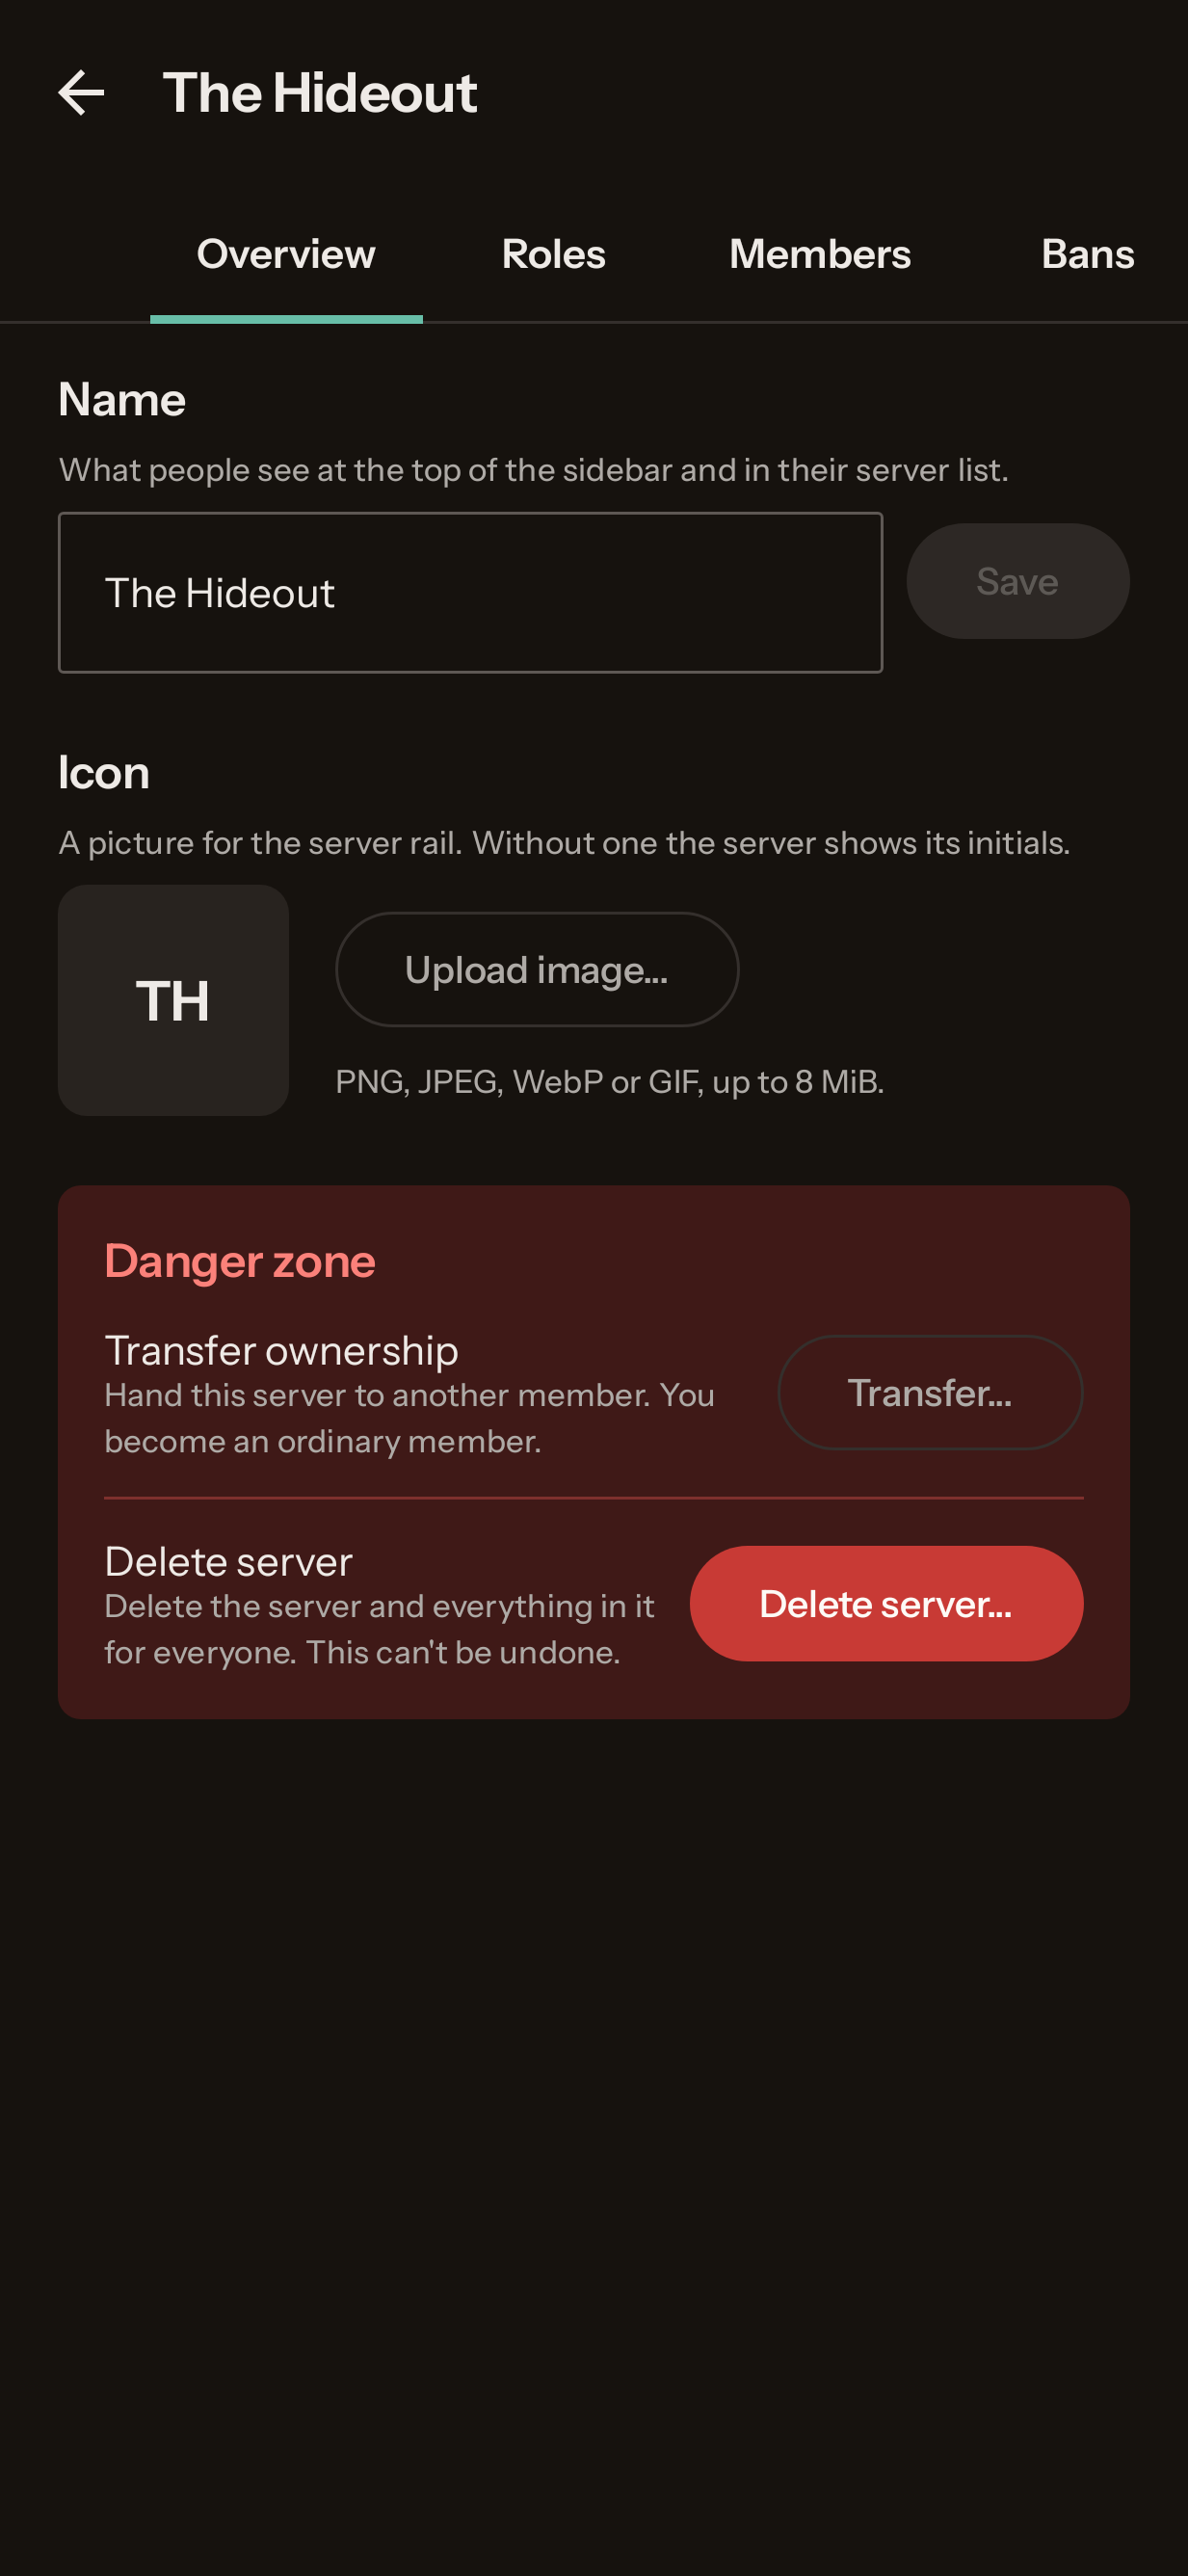 The Hideout
Overview Roles Members Bans
Name
What people see at the top of the sidebar and in their server list.
The Hideout
Save
Icon
A picture for the server rail. Without one the server shows its initials.
TH
Upload image...
PNG, JPEG, WebP or GIF, up to 8 MiB.
Danger zone
Transfer ownership
Hand this server to another member. You
become an ordinary member.
Transfer...
Delete server
Delete the server and everything in it
for everyone. This can't be undone.
Delete server...